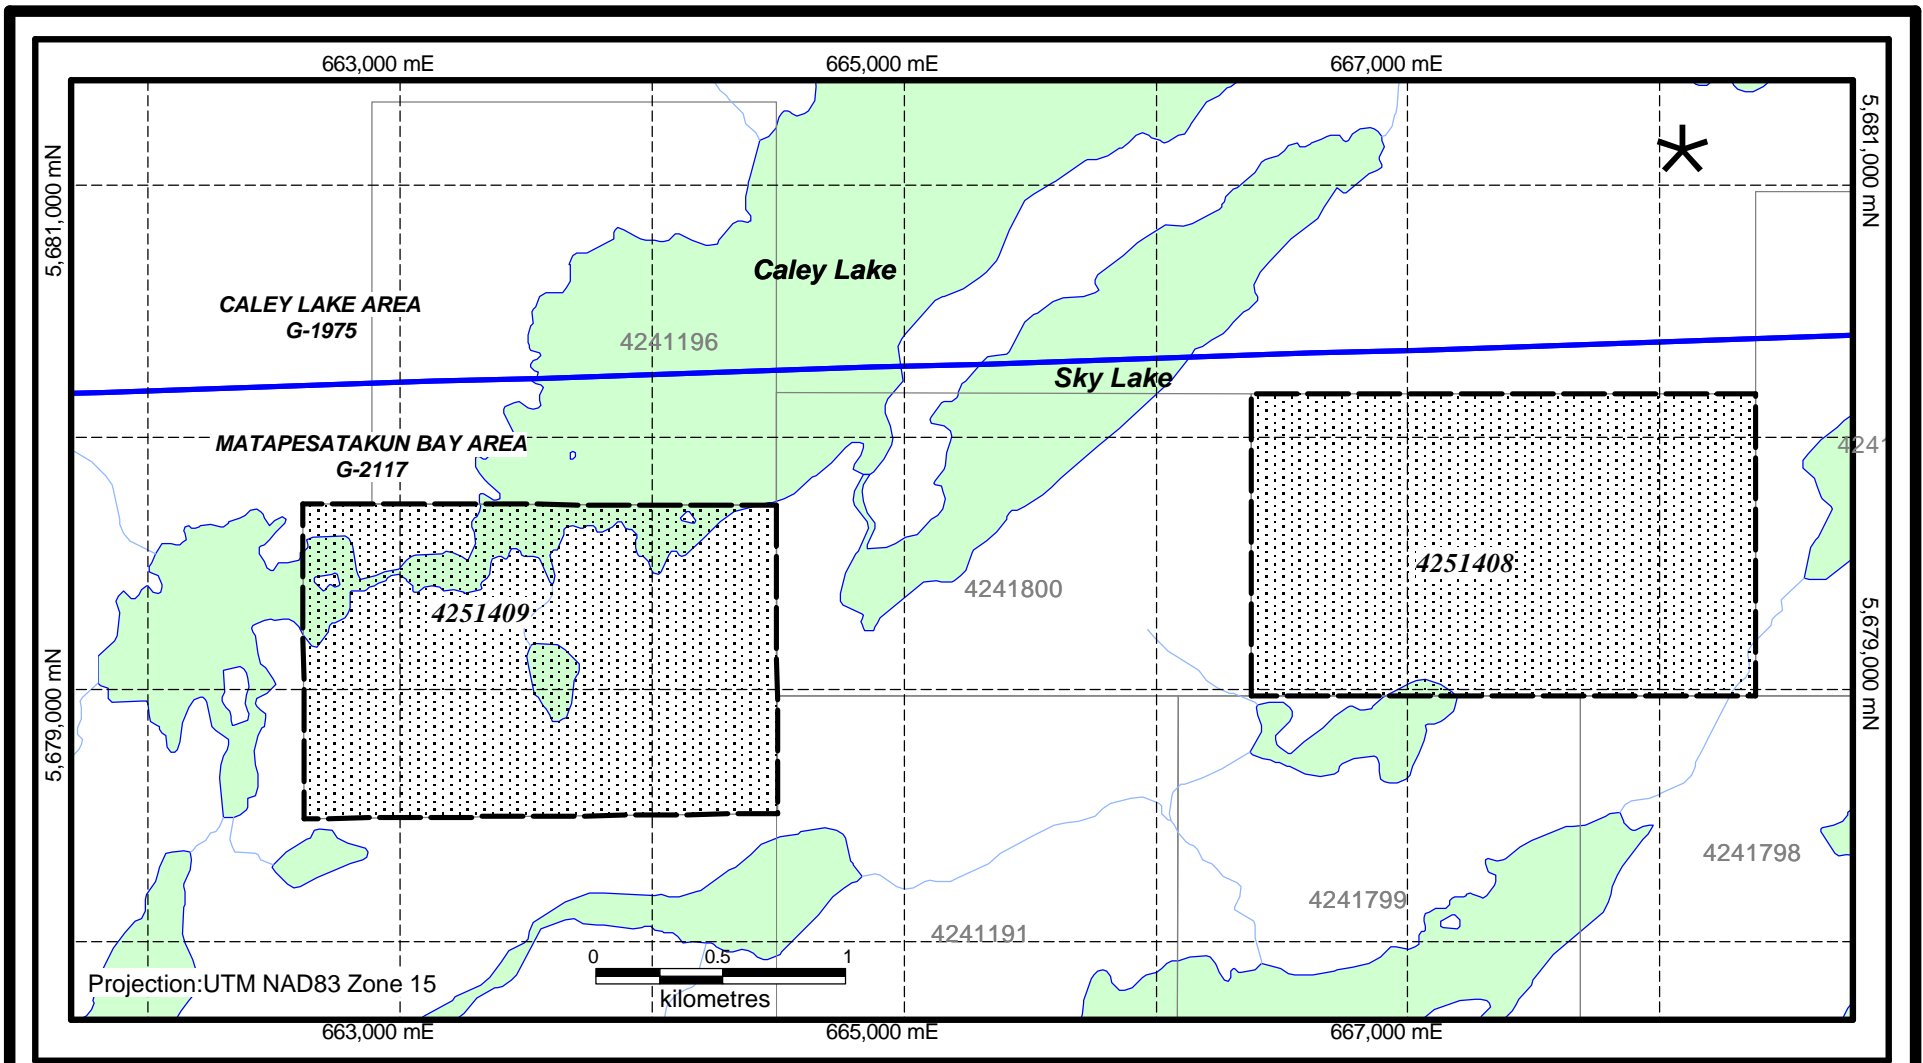 663,000 mE
665,000 mE
667,000 mE
5,681,000 mN
5,681,000 mN
Caley Lake
CALEY LAKE AREA
G-1975
4241196
Sky Lake
MATAPESATAKUN BAY AREA
G-2117
4241
4251408
4241800
4251409
5,679,000 mN
5,679,000 mN
4241798
4241799
4241191
0 0.5 1
kilometres
Projection:UTM NAD83 Zone 15
663,000 mE
665,000 mE
667,000 mE